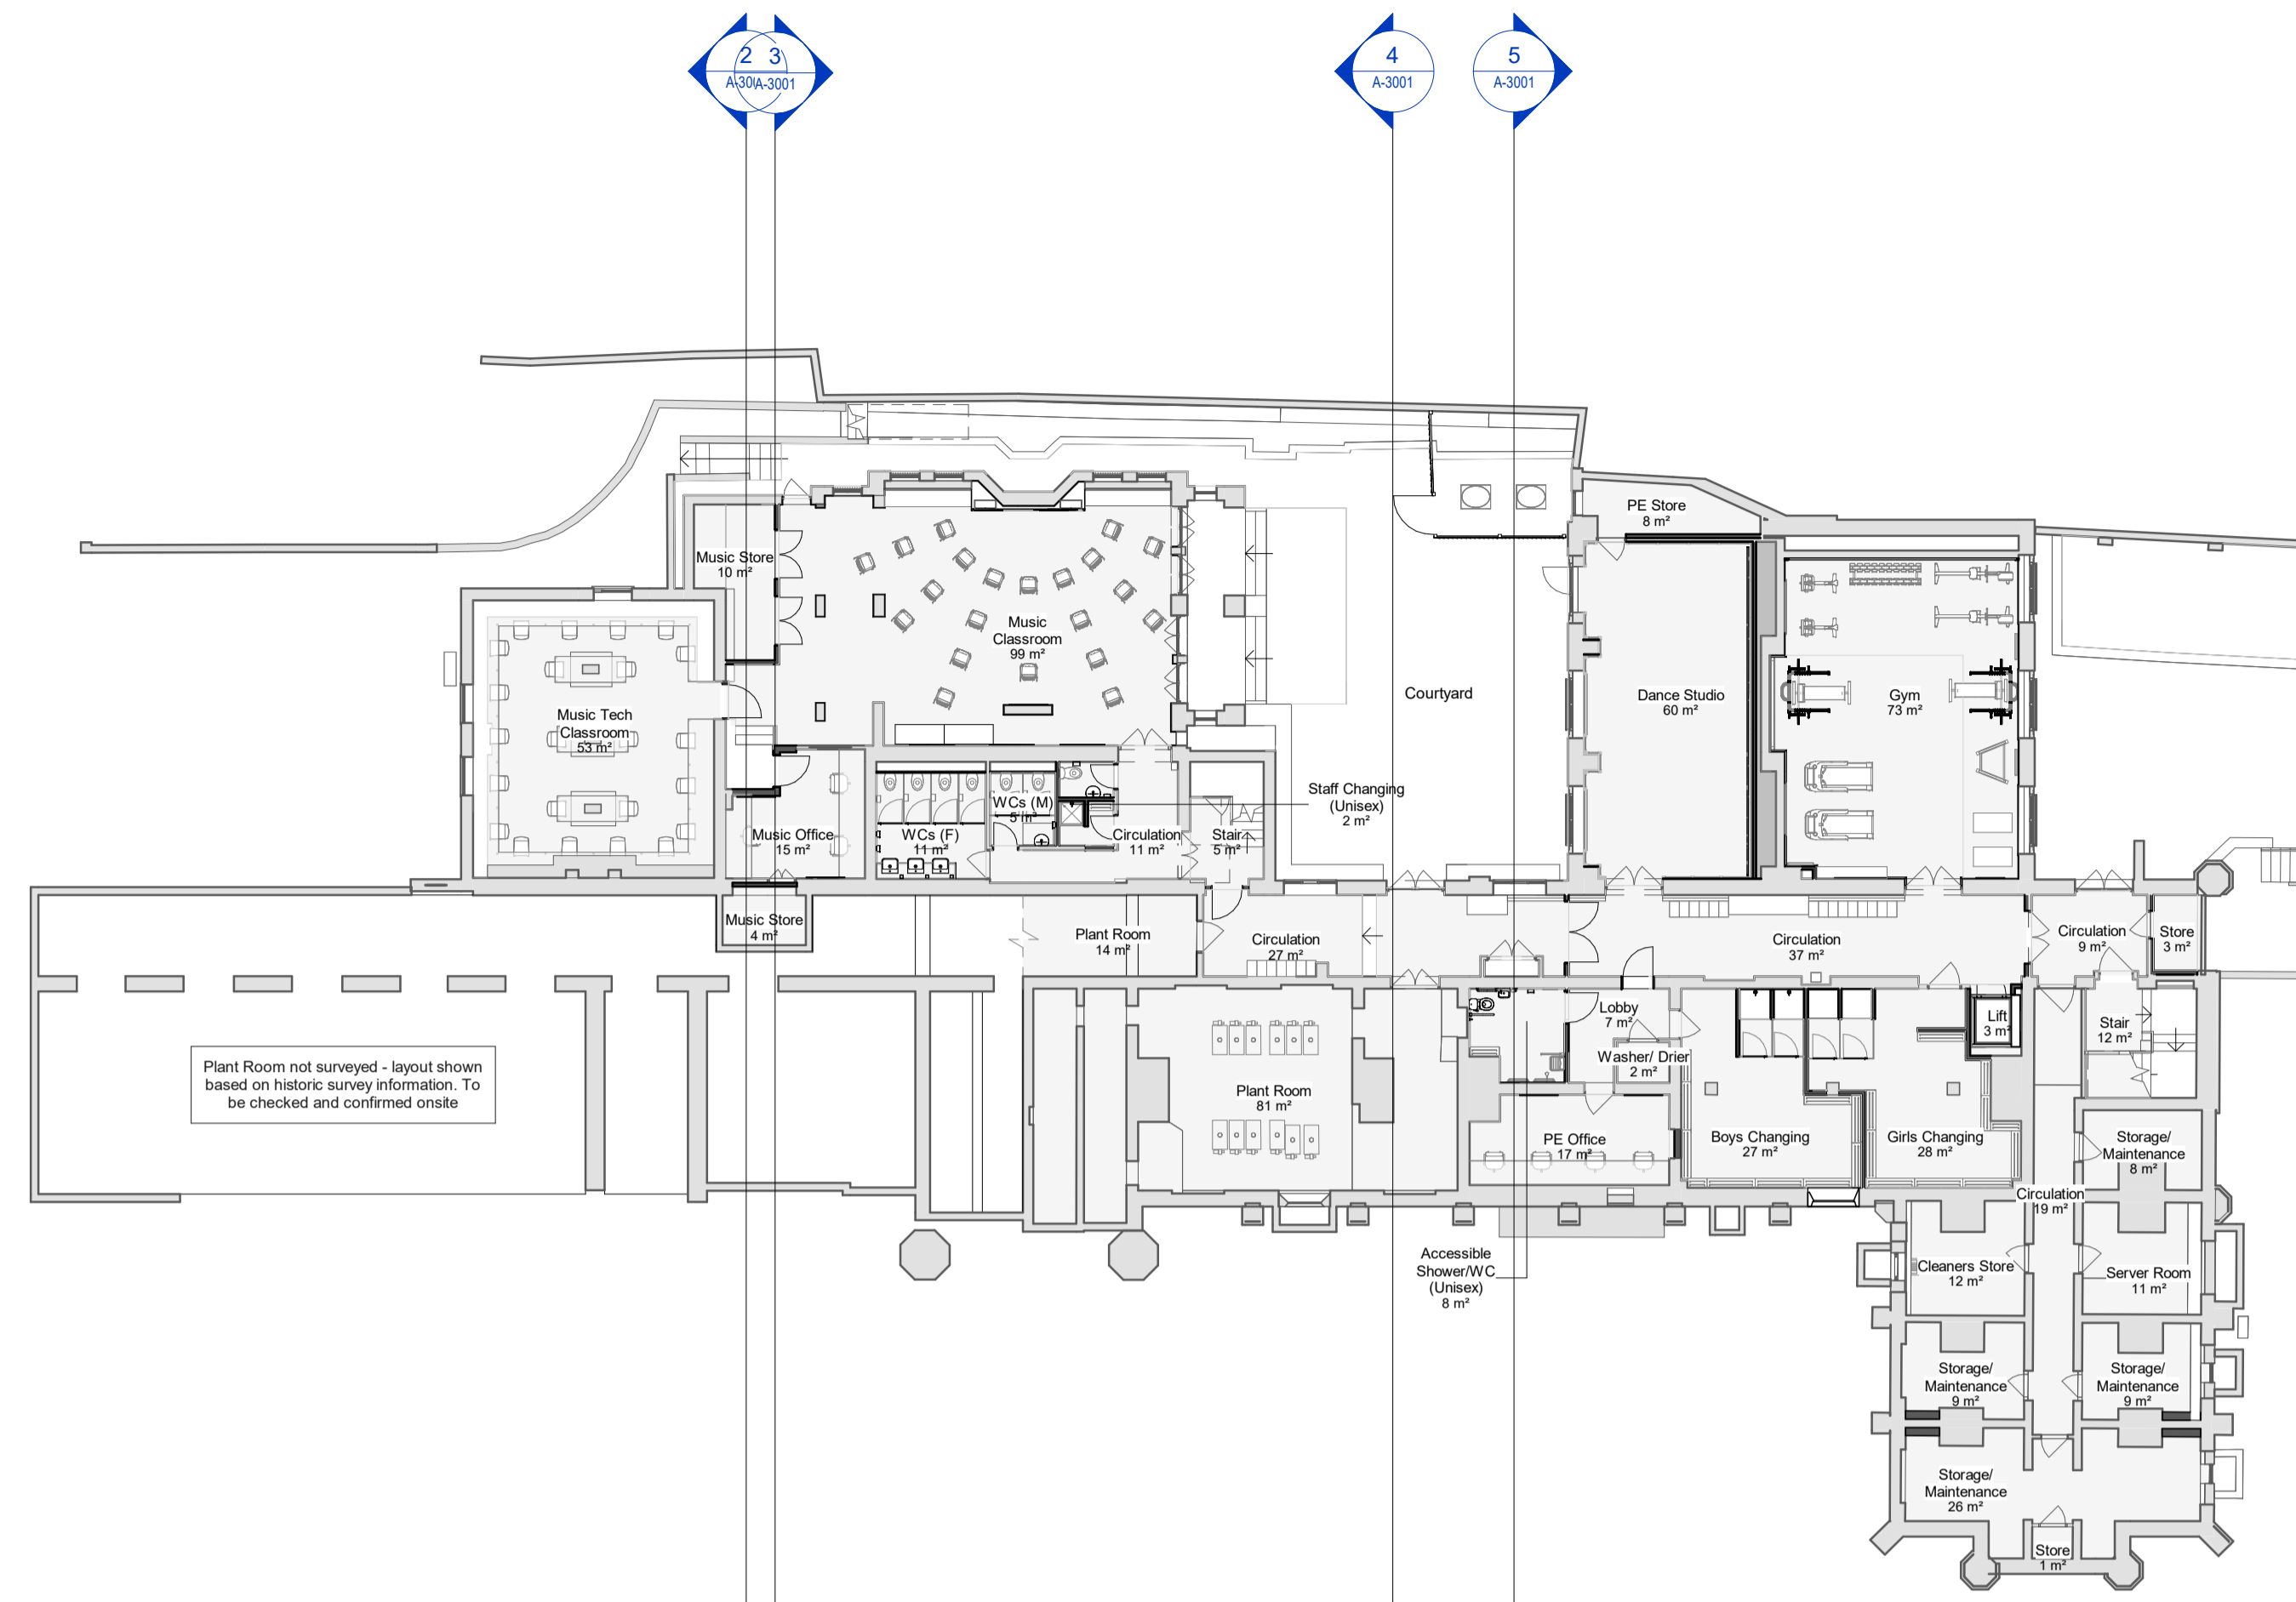 2
3
4
5
A-3001
A-3001
A-3001
PE Store
8 m²
Music Store
10 m²
Music
Classroom
99 m²
Music Tech
Classroom
53 m²
Courtyard
Dance Studio
60 m²
Gym
73 m²
Staff Changing
(Unisex)
2 m²
WCs (M)
5 m²
Music Office
15 m²
WCs (F)
11 m²
Circulation
11 m²
Stair
5 m²
Music Store
4 m²
Plant Room
14 m²
Circulation
27 m²
Circulation
37 m²
Circulation
9 m²
Store
3 m²
Lobby
7 m²
Lift
3 m²
Stair
12 m²
Plant Room not surveyed - layout shown
based on historic survey information. To
be checked and confirmed onsite
Washer/ Drier
2 m²
Plant Room
81 m²
PE Office
17 m²
Boys Changing
27 m²
Girls Changing
28 m²
Storage/
Maintenance
8 m²
Circulation
19 m²
Accessible
Shower/WC
(Unisex)
8 m²
Cleaners Store
12 m²
Server Room
11 m²
Storage/
Maintenance
9 m²
Storage/
Maintenance
9 m²
Storage/
Maintenance
26 m²
Store
1 m²